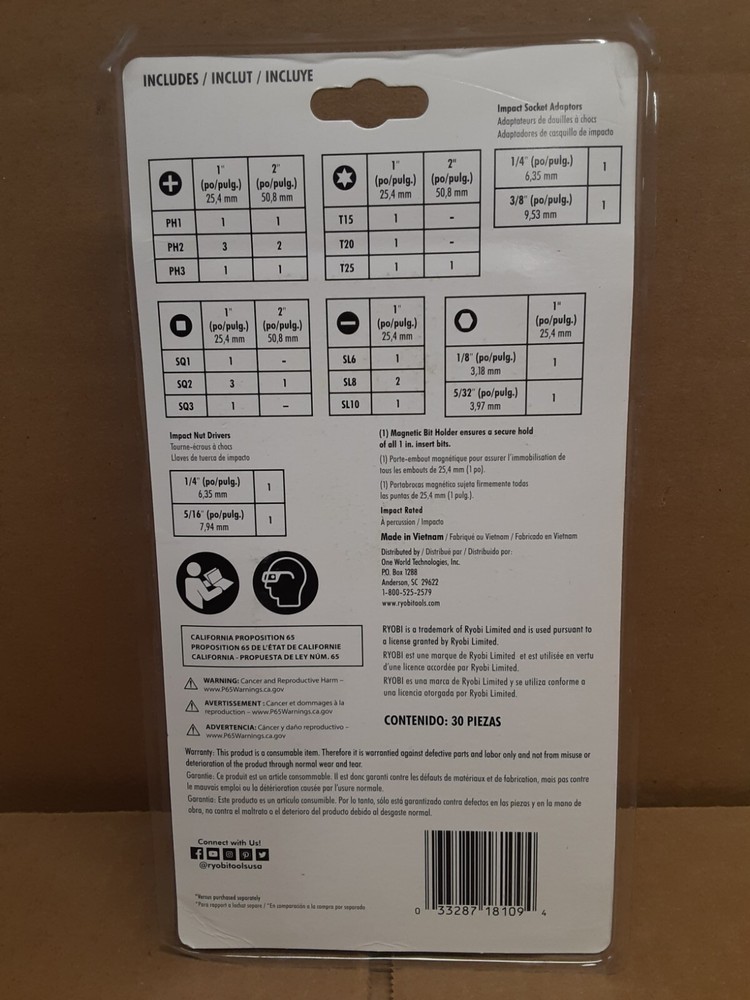 INCLUDES / INCLUT / INCLUYE
Impact Socket Adaptors
Adaptateurs de douilles à chocs
Adaptadores de casquillo de impacto
1/4" (po/pulg.) 1
6,35 mm
3/8" (po/pulg.) 1
9,53 mm
1" 2"
(po/pulg.) (po/pulg.)
25,4 mm 50,8 mm
PH1 1 1
PH2 3 2
PH3 1 1
1" 2"
(po/pulg.) (po/pulg.)
25,4 mm 50,8 mm
T15 1 -
T20 1 -
T25 1 1
1" 2"
(po/pulg.) (po/pulg.)
25,4 mm 50,8 mm
SQ1 1 -
SQ2 3 1
SQ3 1 -
1"
(po/pulg.)
25,4 mm
SL6 1
SL8 2
SL10 1
1"
(po/pulg.)
25,4 mm
1/8" (po/pulg.) 1
3,18 mm
5/32" (po/pulg.) 1
3,97 mm
Impact Nut Drivers
Tourne-écrous à chocs
Llaves de tuerca de impacto
1/4" (po/pulg.) 1
6,35 mm
5/16" (po/pulg.) 1
7,94 mm
(1) Magnetic Bit Holder ensures a secure hold
of all 1 in. insert bits.
(1) Porte-embout magnétique pour assurer l'immobilisation de
tous les embouts de 25,4 mm (1 po).
(1) Portabrocas magnético sujeta firmemente todas
las puntas de 25,4 mm (1 pulg.).
Impact Rated
A percussion / Impacto
Made in Vietnam / Fabriqué au Vietnam / Fabricado en Vietnam
Distributed by / Distribué par / Distribuido por:
One World Technologies, Inc.
P.O. Box 1288
Anderson, SC 29622
1-800-525-2579
www.ryobitools.com
CALIFORNIA PROPOSITION 65
PROPOSITION 65 DE L'ÉTAT DE CALIFORNIE
CALIFORNIA - PROPUESTA DE LEY NÚM. 65
WARNING: Cancer and Reproductive Harm –
www.P65Warnings.ca.gov
AVERTISSEMENT : Cancer et dommages à la
reproduction – www.P65Warnings.ca.gov
ADVERTENCIA: Cáncer y daño reproductivo –
www.P65Warnings.ca.gov
RYOBI is a trademark of Ryobi Limited and is used pursuant to
a license granted by Ryobi Limited.
RYOBI est une marque de Ryobi Limited et est utilisée en vertu
d'une licence accordée par Ryobi Limited.
RYOBI es una marca de Ryobi Limited y se utiliza conforme a
una licencia otorgada por Ryobi Limited.
CONTENIDO: 30 PIEZAS
Warranty: This product is a consumable item. Therefore it is warrantied against defective parts and labor only and not from misuse or
deterioration of the product through normal wear and tear.
Garantie: Ce produit est un article consommable. Il est donc garanti contre les défauts de matériaux et de fabrication, mais pas contre
le mauvais emploi ou la détérioration causée par l'usure normale.
Garantía: Este producto es un artículo consumible. Por lo tanto, sólo está garantizado contra defectos en las piezas y en la mano de
obra, no contra el maltrato o el deterioro del producto debido al desgaste normal.
Connect with Us!
@ryobitoolsusa
*Versus purchased separately
*Par rapport a lachat separe / *En comparación a la compra por separado
0 33287 18109 4